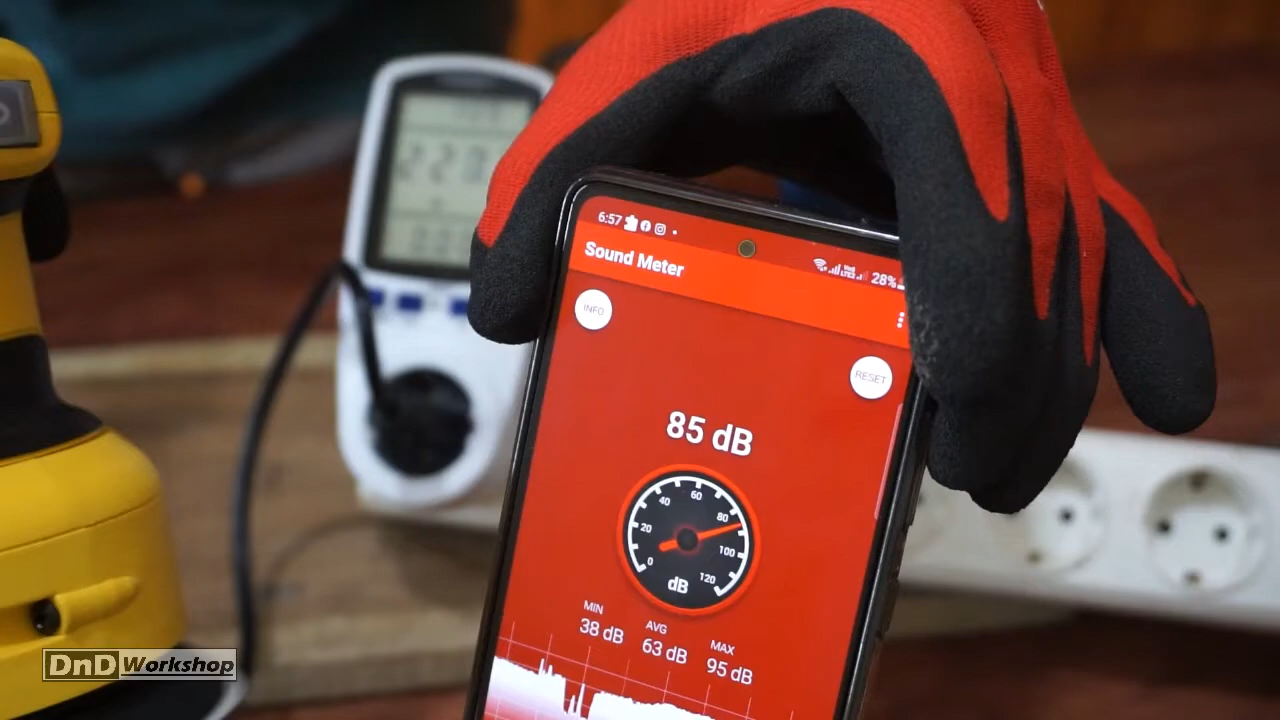 6:57
28%
Sound Meter
INFO
RESET
85 dB
0 20 40 60 80 100 120
dB
MIN AVG MAX
38 dB 63 dB 95 dB
DnD Workshop